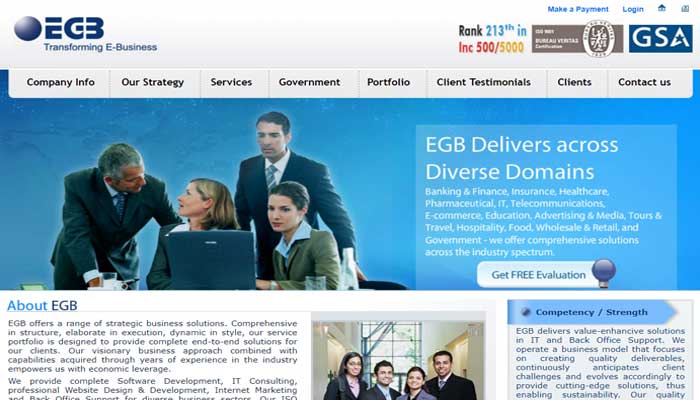 Make a Payment Login
EGB
Transforming E-Business
Rank 213th in
Inc 500/5000
ISO 9001
BUREAU VERITAS
Certification
GSA
Company Info Our Strategy Services Government Portfolio Client Testimonials Clients Contact us
EGB Delivers across
Diverse Domains
Banking & Finance, Insurance, Healthcare,
Pharmaceutical, IT, Telecommunications,
E-commerce, Education, Advertising & Media, Tours &
Travel, Hospitality, Food, Wholesale & Retail, and
Government - we offer comprehensive solutions
across the industry spectrum.
Get FREE Evaluation
About EGB
EGB offers a range of strategic business solutions. Comprehensive
in structure, elaborate in execution, dynamic in style, our service
portfolio is designed to provide complete end-to-end solutions for
our clients. Our visionary business approach combined with
capabilities acquired through years of experience in the industry
empowers us with economic leverage.
We provide complete Software Development, IT Consulting,
professional Website Design & Development, Internet Marketing
and Back Office Support for diverse business sectors. Our ISO
Competency / Strength
EGB delivers value-enhancive solutions
in IT and Back Office Support. We
operate a business model that focuses
on creating quality deliverables,
continuously anticipates client
challenges and evolves accordingly to
provide cutting-edge solutions, thus
enabling sustainability. Our quality